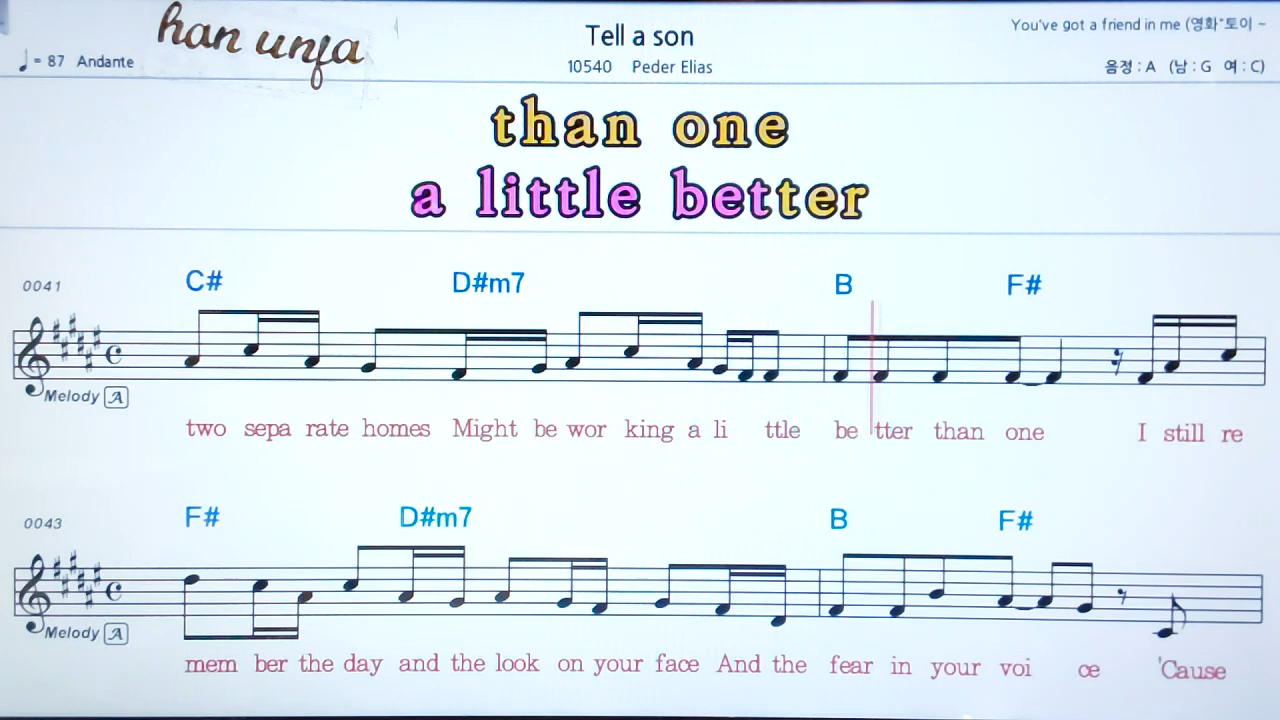 han unfa
♩= 87 Andante
Tell a son
10540 Peder Elias
You've got a friend in me (영화"토이 ~
음정 : A (남 : G 여 : C)
than one
a little better
0041
C# D#m7 B F#
Melody A
two sepa rate homes Might be wor king a li ttle be tter than one I still re
0043
F# D#m7 B F#
Melody A
mem ber the day and the look on your face And the fear in your voi ce 'Cause